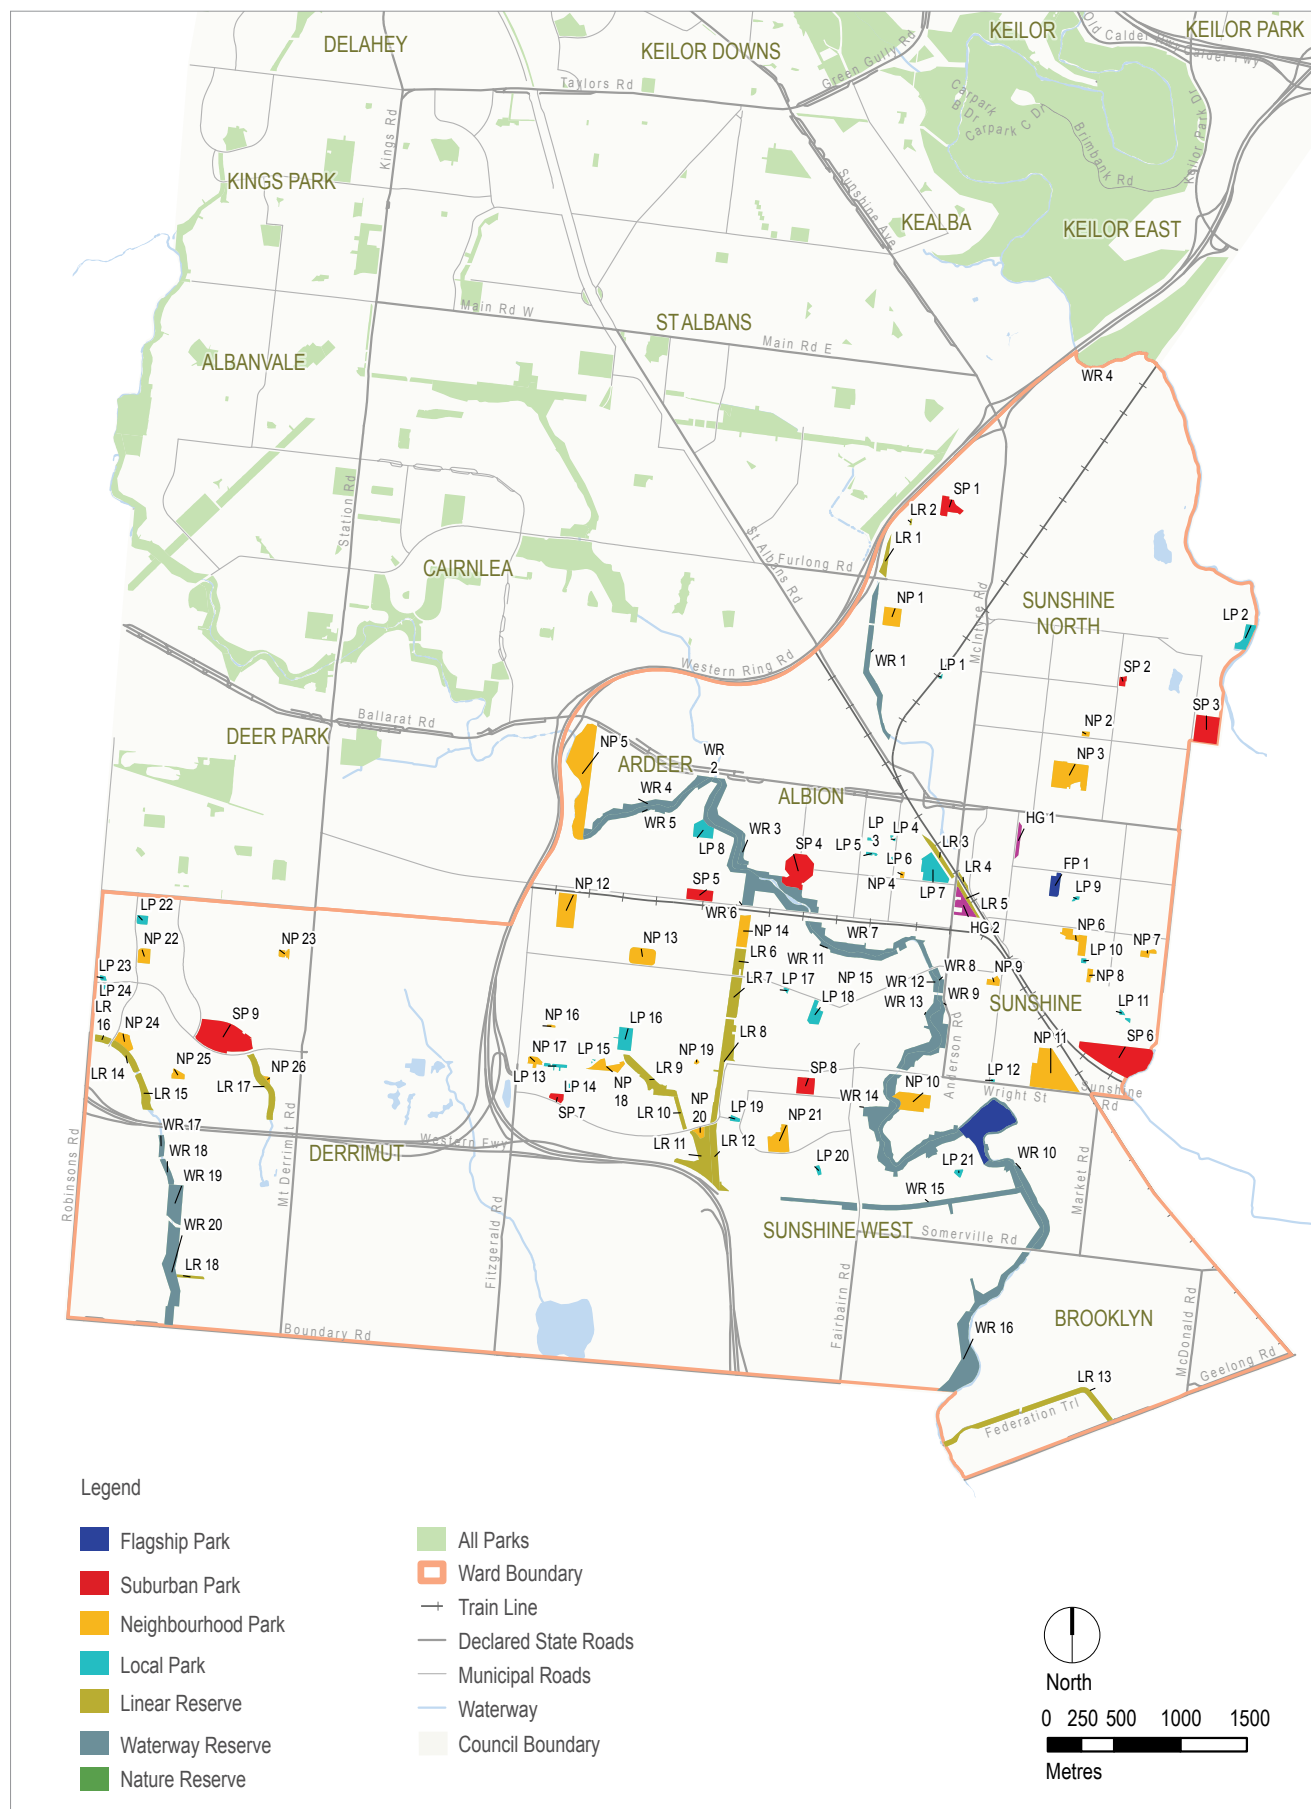 DELAHEY
KEILOR DOWNS
KEILOR
KEILOR PARK
Old Calder Hwy
Calder Fwy
Green Gully Rd
Taylors Rd
Carpark B Dr
Carpark C Dr
Brimbank Rd
Keilor Park Dr
Kings Rd
KINGS PARK
Sunshine Ave
KEALBA
KEILOR EAST
Main Rd W
ST ALBANS
Main Rd E
ALBANVALE
WR 4
Station Rd
SP 1
LR 2
LR 1
St Albans Rd
Furlong Rd
CAIRNLEA
McIntyre Rd
NP 1
SUNSHINE
NORTH
LP 2
WR 1
LP 1
SP 2
Western Ring Rd
SP 3
Ballarat Rd
DEER PARK
NP 2
NP 5
ARDEER
WR
2
NP 3
WR 4
WR 5
ALBION
HG 1
LP 8
WR 3
SP 4
LP 5
LP
3
LP 4
LP 6
NP 4
LP 7
LR 3
LR 4
LR 5
HG 2
FP 1
LP 9
SP 5
NP 12
WR 6
LP 22
NP 22
NP 23
NP 14
NP 13
WR 7
WR 11
NP 6
LP 10
NP 7
NP 8
LP 23
LP 24
LR
16
LR 6
LR 7
LP 17
NP 15
LP 18
WR 12
WR 8
NP 9
WR 13
WR 9
SUNSHINE
LP 11
SP 9
NP 24
NP 16
LP 16
LR 8
NP 11
SP 6
LR 14
NP 25
LR 15
LR 17
NP 26
NP 17
LP 13
LP 15
LP 14
SP 7
NP
18
LR 9
NP 19
SP 8
NP 10
Anderson Rd
LP 12
Wright St
Sunshine
Rd
LR 10
NP
20
LP 19
NP 21
WR 14
WR 17
WR 18
WR 19
Western Fwy
DERRIMUT
LR 11
LR 12
LP 20
LP 21
WR 10
Mt Derrimut Rd
Robinsons Rd
Fitzgerald Rd
WR 15
Market Rd
WR 20
LR 18
SUNSHINE WEST
Somerville Rd
Fairbairn Rd
Boundary Rd
WR 16
BROOKLYN
McDonald Rd
Geelong Rd
LR 13
Federation Trl
Legend
Flagship Park
Suburban Park
Neighbourhood Park
Local Park
Linear Reserve
Waterway Reserve
Nature Reserve
All Parks
Ward Boundary
Train Line
Declared State Roads
Municipal Roads
Waterway
Council Boundary
North
0 250 500 1000 1500
Metres